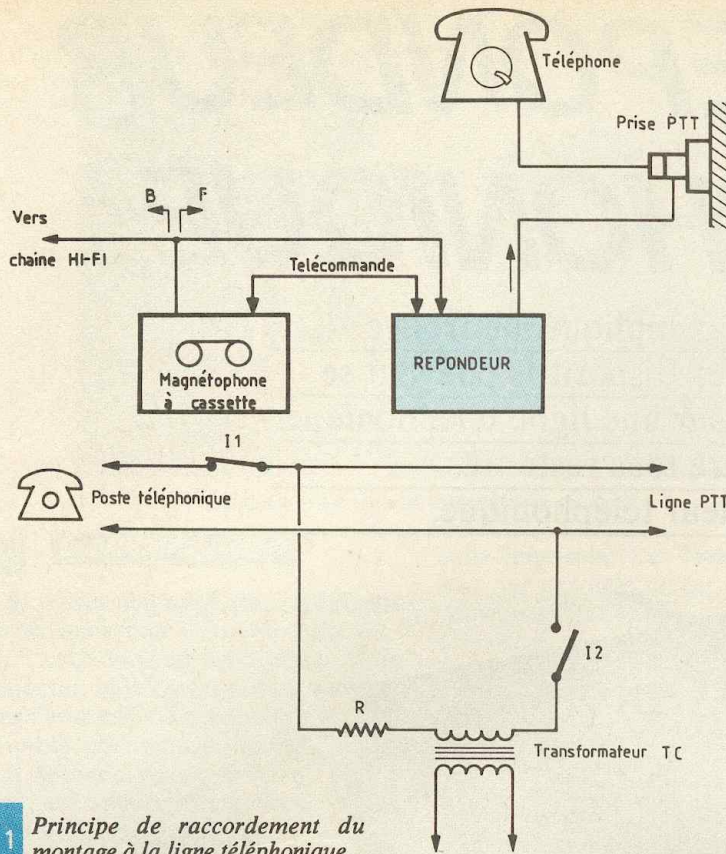 Téléphone
Prise PTT
B F
Vers
chaine HI-FI
Telécommande
Magnétophone
à cassette
REPONDEUR
I1
Poste téléphonique
Ligne PTT
I2
R
Transformateur TC
1
Principe de raccordement du
montage à la ligne téléphonique